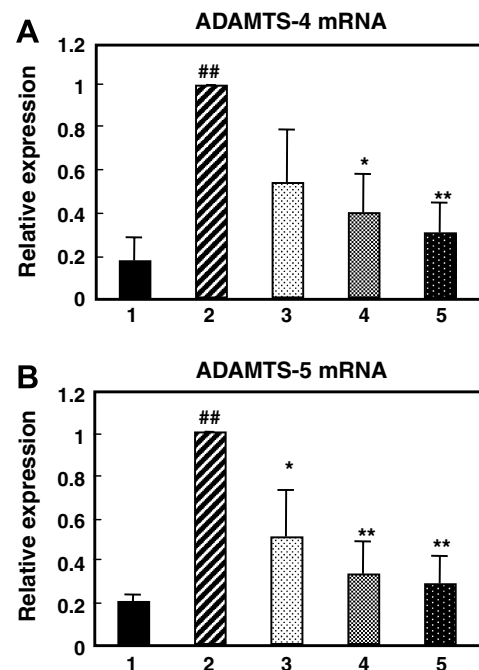 A
ADAMTS-4 mRNA
Relative expression
1.2
1
0.8
0.6
0.4
0.2
0
##
*
**
1 2 3 4 5
B
ADAMTS-5 mRNA
Relative expression
1.2
1
0.8
0.6
0.4
0.2
0
##
*
**
**
1 2 3 4 5